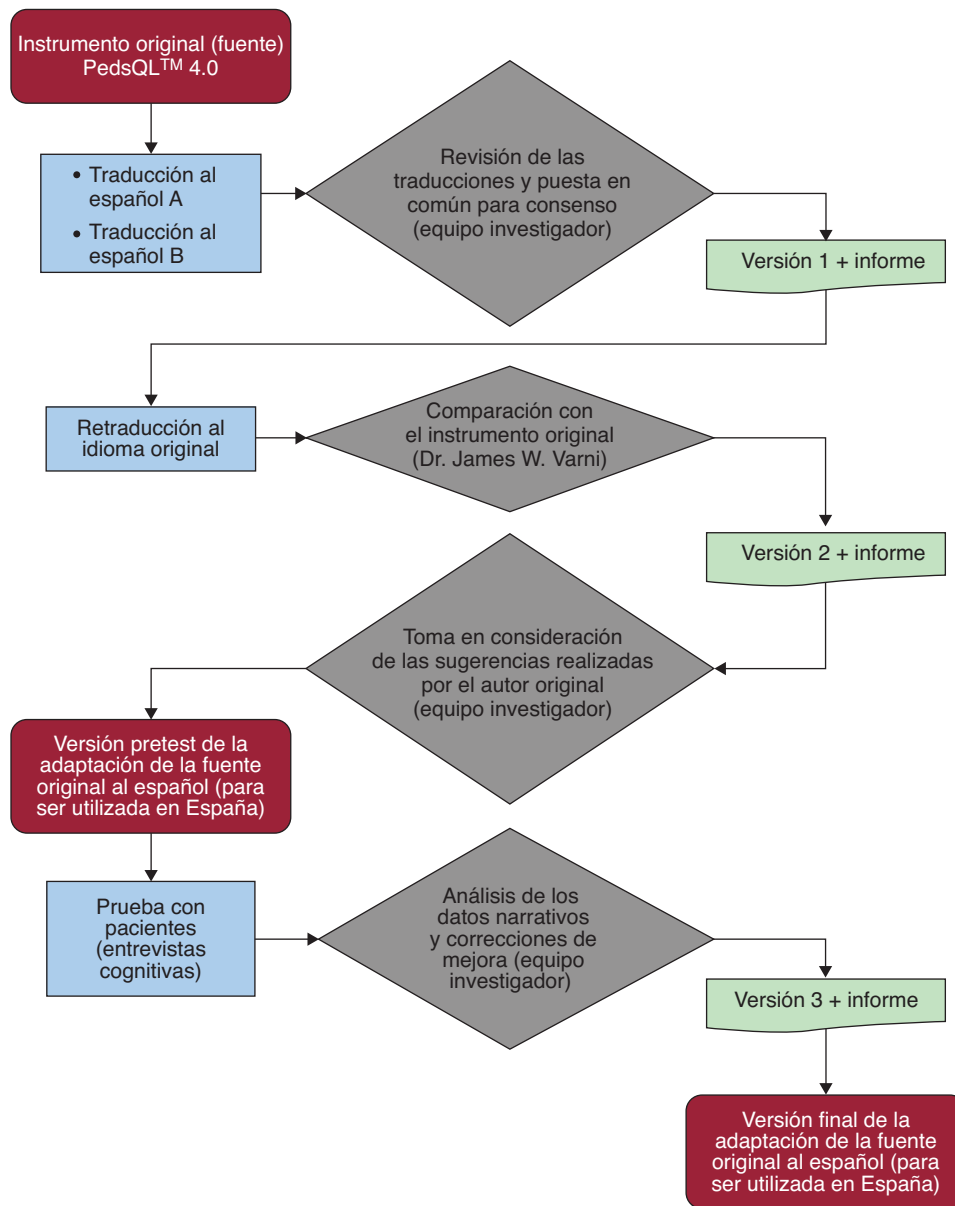 Instrumento original (fuente)
PedsQL™ 4.0
• Traducción al
español A
• Traducción al
español B
Revisión de las
traducciones y puesta en
común para consenso
(equipo investigador)
Versión 1 + informe
Retraducción al
idioma original
Comparación con
el instrumento original
(Dr. James W. Varni)
Versión 2 + informe
Toma en consideración
de las sugerencias realizadas
por el autor original
(equipo investigador)
Versión pretest de la
adaptación de la fuente
original al español (para
ser utilizada en España)
Prueba con
pacientes
(entrevistas
cognitivas)
Análisis de los
datos narrativos
y correcciones de
mejora (equipo
investigador)
Versión 3 + informe
Versión final de la
adaptación de la fuente
original al español (para
ser utilizada en España)